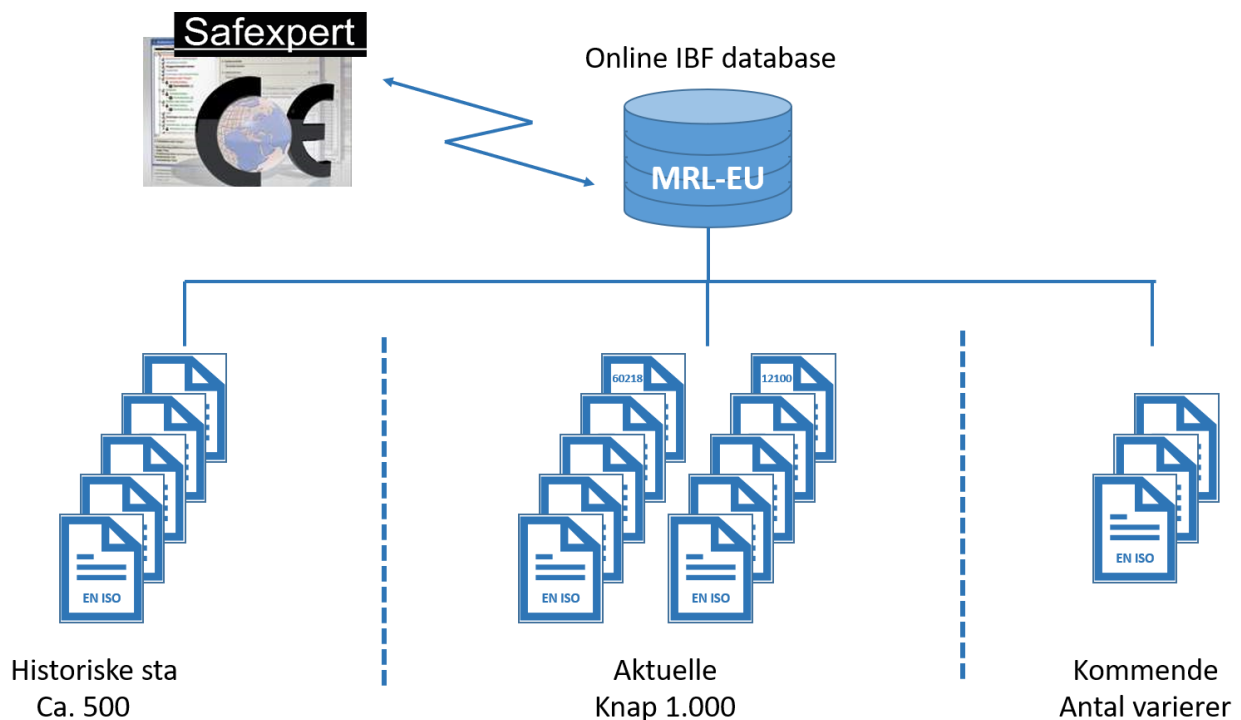 Safexpert
Online IBF database
CE
MRL-EU
60218
12100
EN ISO
EN ISO
EN ISO
EN ISO
Historiske sta
Ca. 500
Aktuelle
Knap 1.000
Kommende
Antal varierer